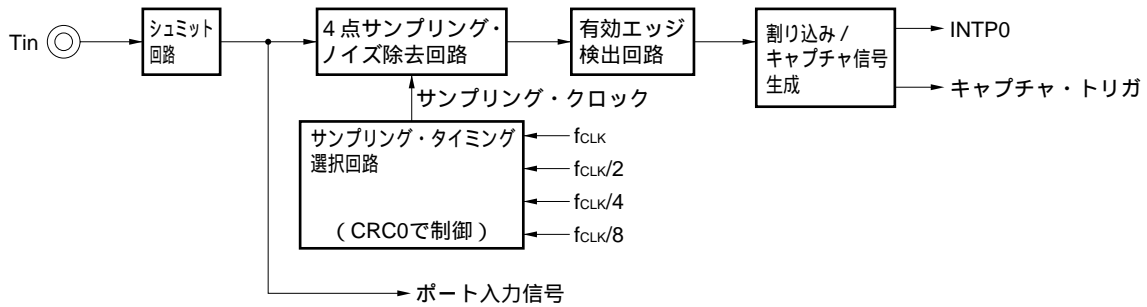 Tin
シュミット
回路
4点サンプリング・
ノイズ除去回路
有効エッジ
検出回路
割り込み/
キャプチャ信号
生成
INTP0
キャプチャ・トリガ
サンプリング・クロック
サンプリング・タイミング
選択回路
(CRC0で制御)
fCLK
fCLK/2
fCLK/4
fCLK/8
ポート入力信号